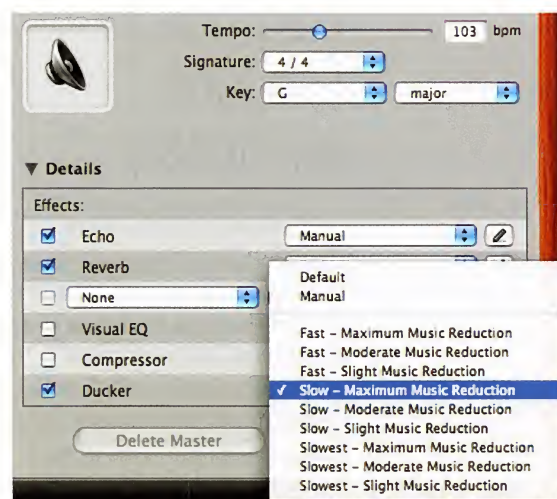 Tempo: 103 bpm
Signature: 4 / 4
Key: G major
Details
Effects:
Echo Manual
Reverb
None
Visual EQ
Compressor
Ducker
Delete Master
Default
Manual
Fast – Maximum Music Reduction
Fast – Moderate Music Reduction
Fast – Slight Music Reduction
✓ Slow – Maximum Music Reduction
Slow – Moderate Music Reduction
Slow – Slight Music Reduction
Slowest – Maximum Music Reduction
Slowest – Moderate Music Reduction
Slowest – Slight Music Reduction